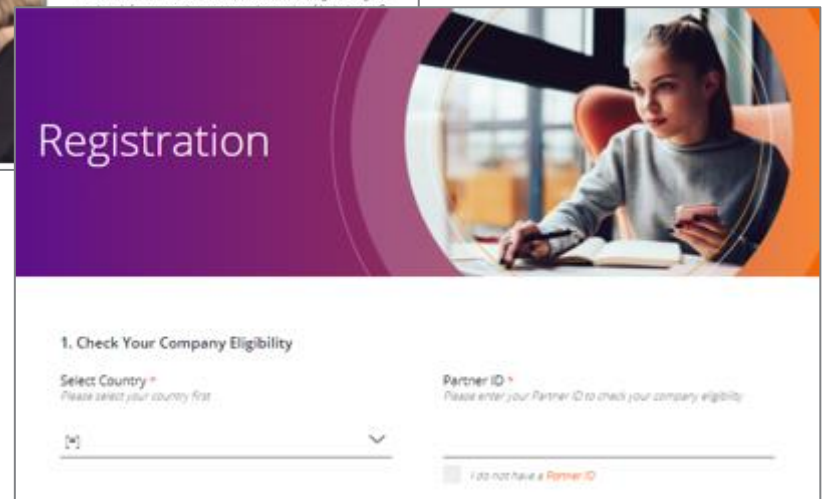 Registration
1. Check Your Company Eligibility
Select Country *
Please select your country first
Partner ID *
Please enter your Partner ID to check your company eligibility
I do not have a Partner ID